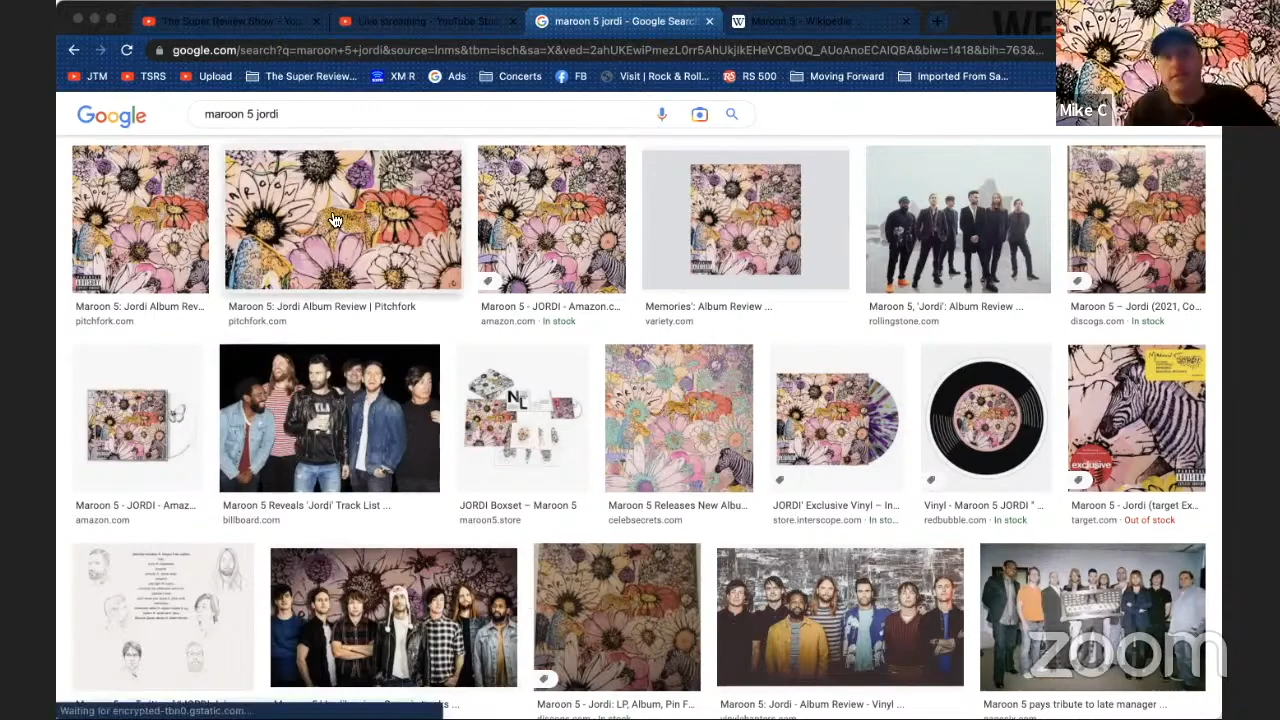 The Super Review Show - You...
Live streaming - YouTube Stud...
maroon 5 jordi - Google Searc
Maroon 5 - Wikipedia
google.com/search?q=maroon+5+jordi&source=lnms&tbm=isch&sa=X&ved=
JTM
TSRS
Upload
The Super Review...
XM R
Ads
Concerts
FB
Visit | Rock & Roll...
RS 500
Moving Forward
Imported From Sa...
Mike C
Google
maroon 5 jordi
Maroon 5: Jordi Album Rev...
Maroon 5: Jordi Album Review | Pitchfork
Maroon 5 - JORDI - Amazon.c...
Memories': Album Review ...
Maroon 5, 'Jordi': Album Review ...
Maroon 5 – Jordi (2021, Co...
pitchfork.com
pitchfork.com
amazon.com · In stock
variety.com
rollingstone.com
discogs.com · In stock
NL
exclusive
Maroon 5 - JORDI - Amaz...
Maroon 5 Reveals 'Jordi' Track List ...
JORDI Boxset – Maroon 5
Maroon 5 Releases New Albu...
JORDI' Exclusive Vinyl – In...
Vinyl - Maroon 5 JORDI " ...
Maroon 5 - Jordi (target Ex...
amazon.com
billboard.com
maroon5.store
celebsecrets.com
store.interscope.com · In sto...
redbubble.com · In stock
target.com · Out of stock
Maroon 5 - Jordi: LP, Album, Pin F...
Maroon 5: Jordi - Album Review - Vinyl ...
Maroon 5 pays tribute to late manager ...
Waiting for encrypted-tbn0.gstatic.com...
zoom